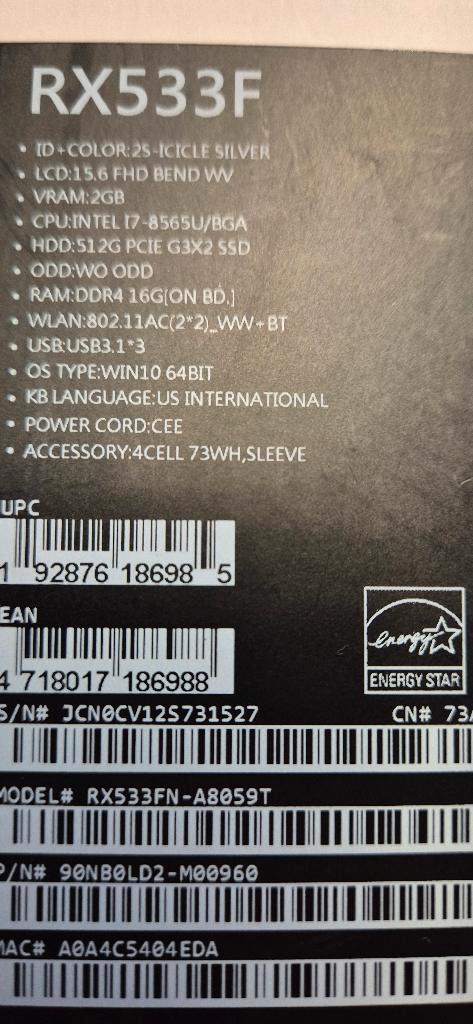 RX533F
• ID+COLOR:2S-ICICLE SILVER
• LCD:15.6 FHD BEND WV
• VRAM:2GB
• CPU:INTEL I7-8565U/BGA
• HDD:512G PCIE G3X2 SSD
• ODD:WO ODD
• RAM:DDR4 16G[ON BD.]
• WLAN:802.11AC(2*2)_WW+BT
• USB:USB3.1*3
• OS TYPE:WIN10 64BIT
• KB LANGUAGE:US INTERNATIONAL
• POWER CORD:CEE
• ACCESSORY:4CELL 73WH,SLEEVE
UPC
1 92876 18698 5
EAN
4 718017 186988
energy
ENERGY STAR
S/N# JCN0CV12S731527 CN# 73
MODEL# RX533FN-A8059T
P/N# 90NB0LD2-M00960
MAC# A0A4C5404EDA